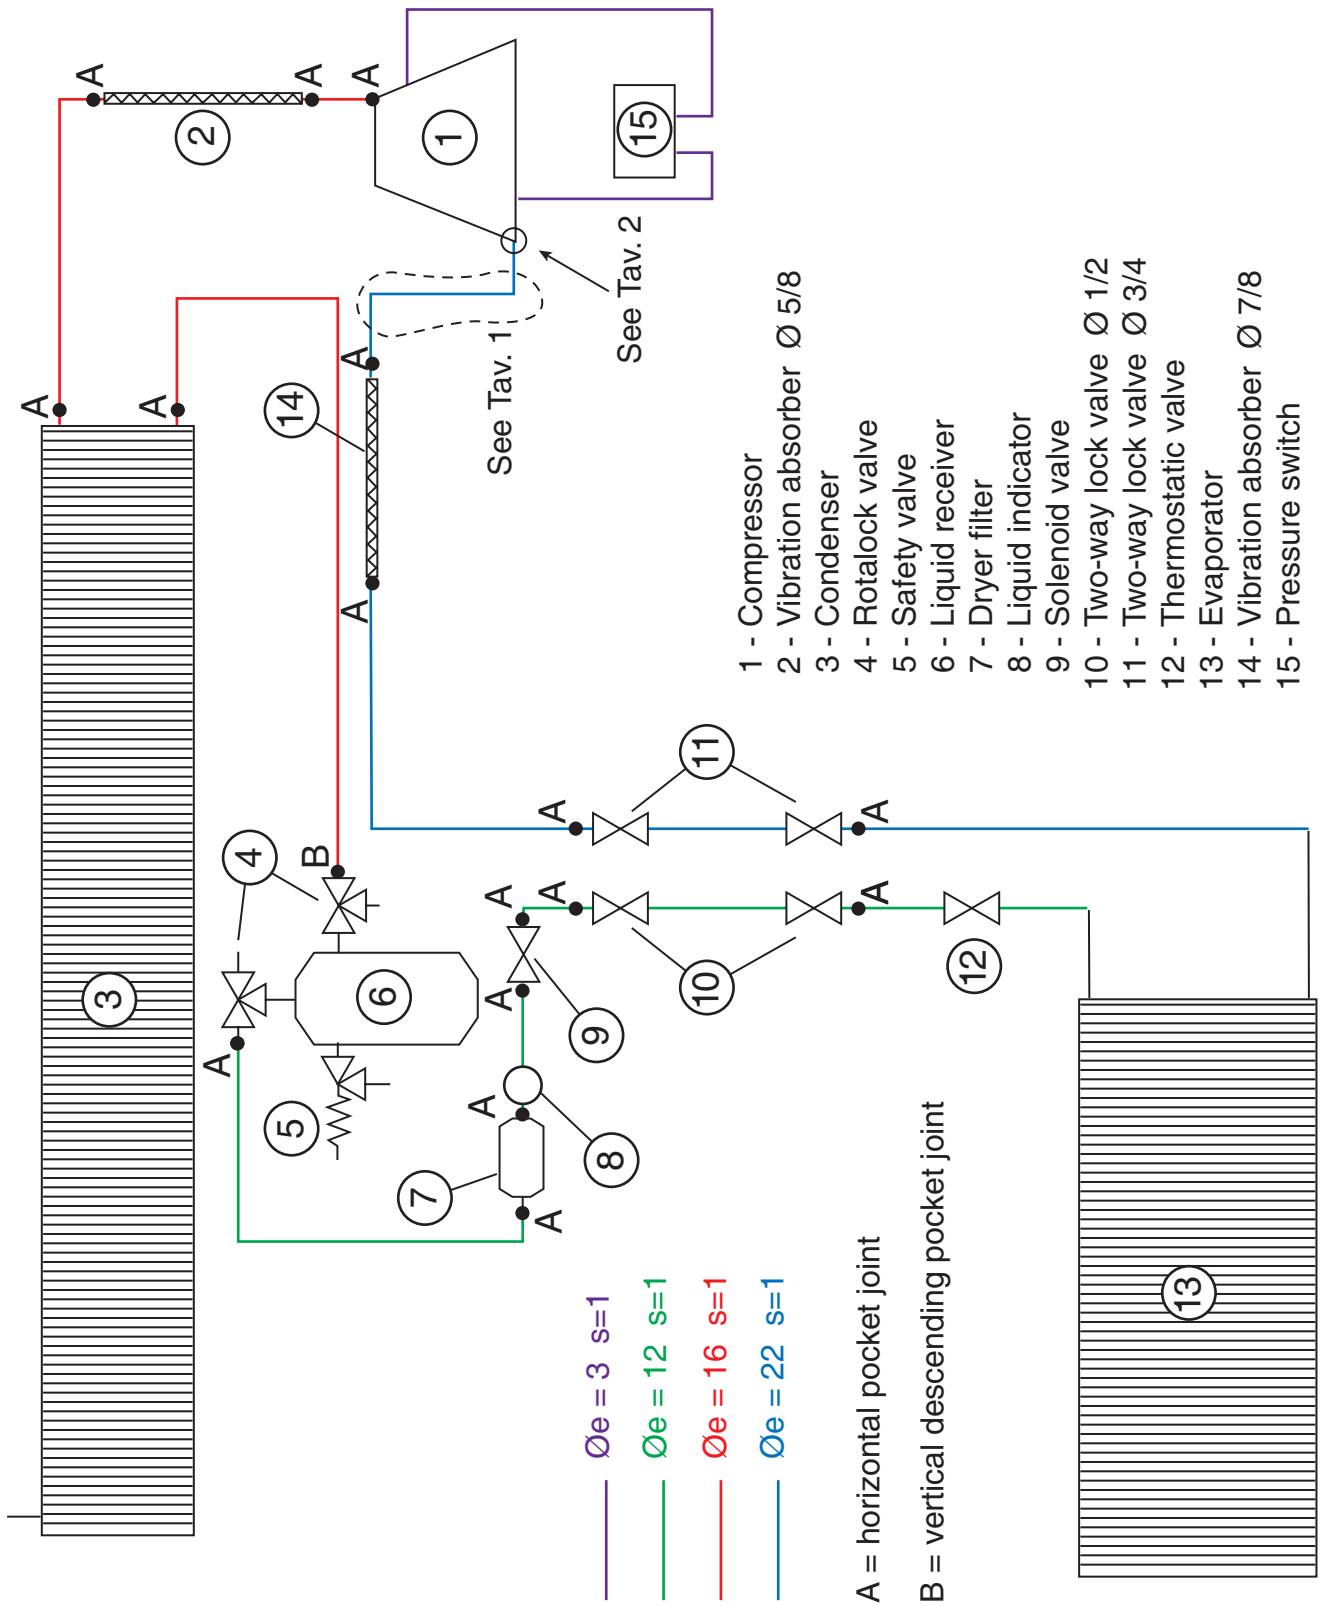 A
A
3
A
2
A
4
5
14
A
B
A
A
A
6
7
1
A
A
A
See Tav. 1
A
A
A
9
8
See Tav. 2
15
10
11
A
A
12
13
Øe = 3 s=1
Øe = 12 s=1
Øe = 16 s=1
Øe = 22 s=1
A = horizontal pocket joint
B = vertical descending pocket joint
1 - Compressor
2 - Vibration absorber Ø 5/8
3 - Condenser
4 - Rotalock valve
5 - Safety valve
6 - Liquid receiver
7 - Dryer filter
8 - Liquid indicator
9 - Solenoid valve
10 - Two-way lock valve Ø 1/2
11 - Two-way lock valve Ø 3/4
12 - Thermostatic valve
13 - Evaporator
14 - Vibration absorber Ø 7/8
15 - Pressure switch